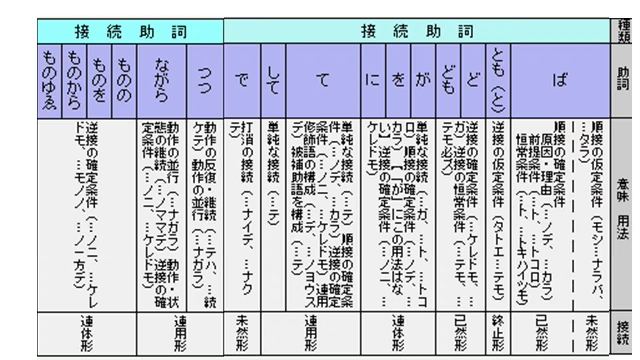 種類
接続助詞
接続助詞
助詞
ば
とも(と)
ど
ども
が
を
に
て
して
で
つつ
ながら
ものの
ものを
ものから
ものゆゑ
意味 用法
順接の仮定条件(モシ…ナラバ、
…タラ)
順接の確定条件
原因・理由(…ノデ、…カラ)
前提条件(…ト、…トコロ)
恒常条件(…ト、…トキハイツモ)
逆接の仮定条件(タトエ…テモ)
逆接の確定条件(…ケレドモ、…
ガ)逆接の恒常条件(…テモ、…
テモ必ズ)
単純な接続(…ガ、…ト、…トコ
ロ)順接の確定条件(…ノデ、…
カラ)(「が」にこの用法はな
い)逆接の確定条件(…ノニ、…
ケレドモ)
単純な接続(…テ)順接の確定条
件(…ノデ、…カラ)逆接の確定
条件(…ノニ、…ケレドモ)連用
修飾語の構成(…デ、…ノヨウス
デ)被補助語を構成(…テ)
単純な接続(…テ)
打消の接続(…ナイデ、…ナク
テ)
動作の反復・継続(…テハ、…続
ケテ)動作の並行(…ナガラ)
動作の並行(…ナガラ)動作・状
態の継続(…ノママデ)逆接の確
定条件(…ノニ、…ケレドモ)
逆接の確定条件(…ノニ、…ケレ
ドモ、…モノノ、…ノニ方デ)
接続
未然形
已然形
終止形
已然形
連体形
連用形
未然形
連用形
連体形